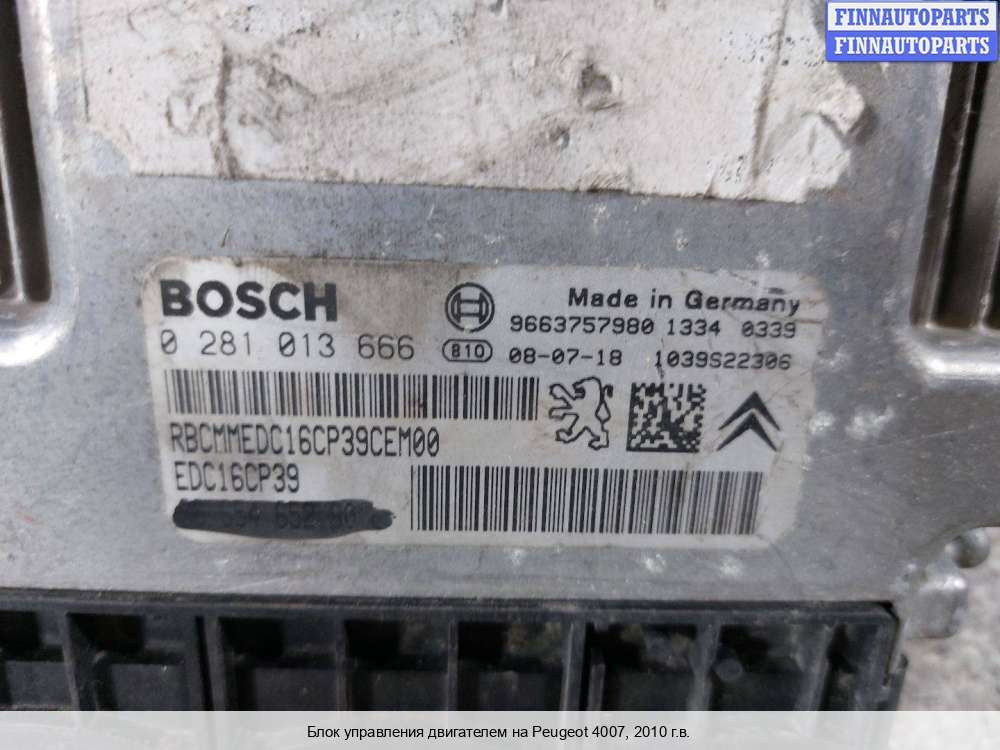 FINNAUTOPARTS
FINNAUTOPARTS
BOSCH
Made in Germany
9663757980 1334 0339
0 281 013 666
810 08-07-18 1039S22306
RBCMMEDC16CP39CEM00
EDC16CP39
Блок управления двигателем на Peugeot 4007, 2010 г.в.